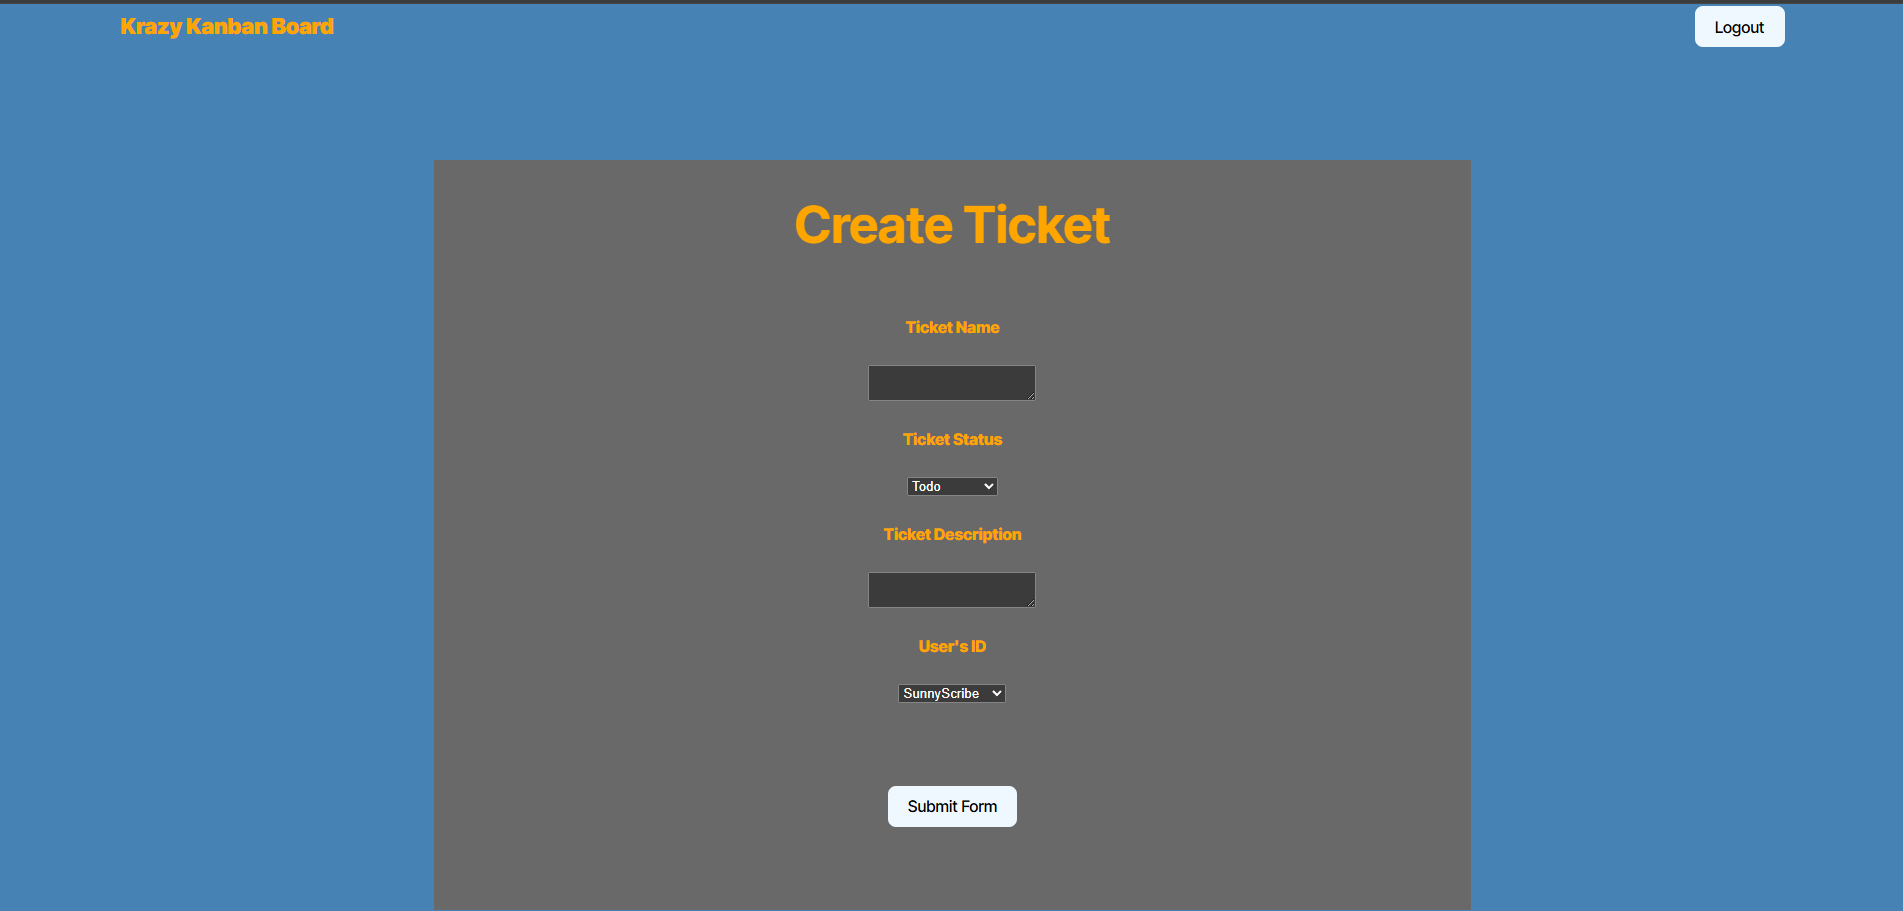 Krazy Kanban Board
Logout
Create Ticket
Ticket Name
Ticket Status
Todo
Ticket Description
User's ID
SunnyScribe
Submit Form